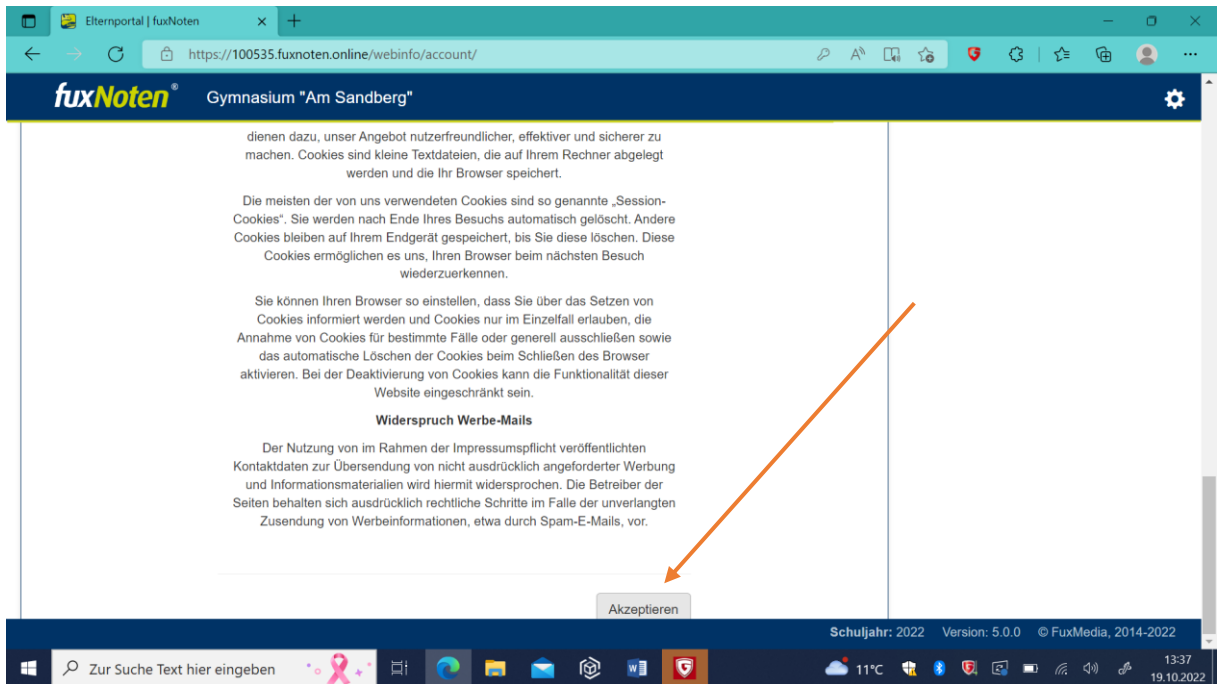 Elternportal | fuxNoten
https://100535.fuxnoten.online/webinfo/account/
fuxNoten® Gymnasium "Am Sandberg"
dienen dazu, unser Angebot nutzerfreundlicher, effektiver und sicherer zu
machen. Cookies sind kleine Textdateien, die auf Ihrem Rechner abgelegt
werden und die Ihr Browser speichert.
Die meisten der von uns verwendeten Cookies sind so genannte „Session-
Cookies“. Sie werden nach Ende Ihres Besuchs automatisch gelöscht. Andere
Cookies bleiben auf Ihrem Endgerät gespeichert, bis Sie diese löschen. Diese
Cookies ermöglichen es uns, Ihren Browser beim nächsten Besuch
wiederzuerkennen.
Sie können Ihren Browser so einstellen, dass Sie über das Setzen von
Cookies informiert werden und Cookies nur im Einzelfall erlauben, die
Annahme von Cookies für bestimmte Fälle oder generell ausschließen sowie
das automatische Löschen der Cookies beim Schließen des Browser
aktivieren. Bei der Deaktivierung von Cookies kann die Funktionalität dieser
Website eingeschränkt sein.
Widerspruch Werbe-Mails
Der Nutzung von im Rahmen der Impressumspflicht veröffentlichten
Kontaktdaten zur Übersendung von nicht ausdrücklich angeforderter Werbung
und Informationsmaterialien wird hiermit widersprochen. Die Betreiber der
Seiten behalten sich ausdrücklich rechtliche Schritte im Falle der unverlangten
Zusendung von Werbeinformationen, etwa durch Spam-E-Mails, vor.
Akzeptieren
Schuljahr: 2022 Version: 5.0.0 © FuxMedia, 2014-2022
Zur Suche Text hier eingeben
11°C
13:37
19.10.2022